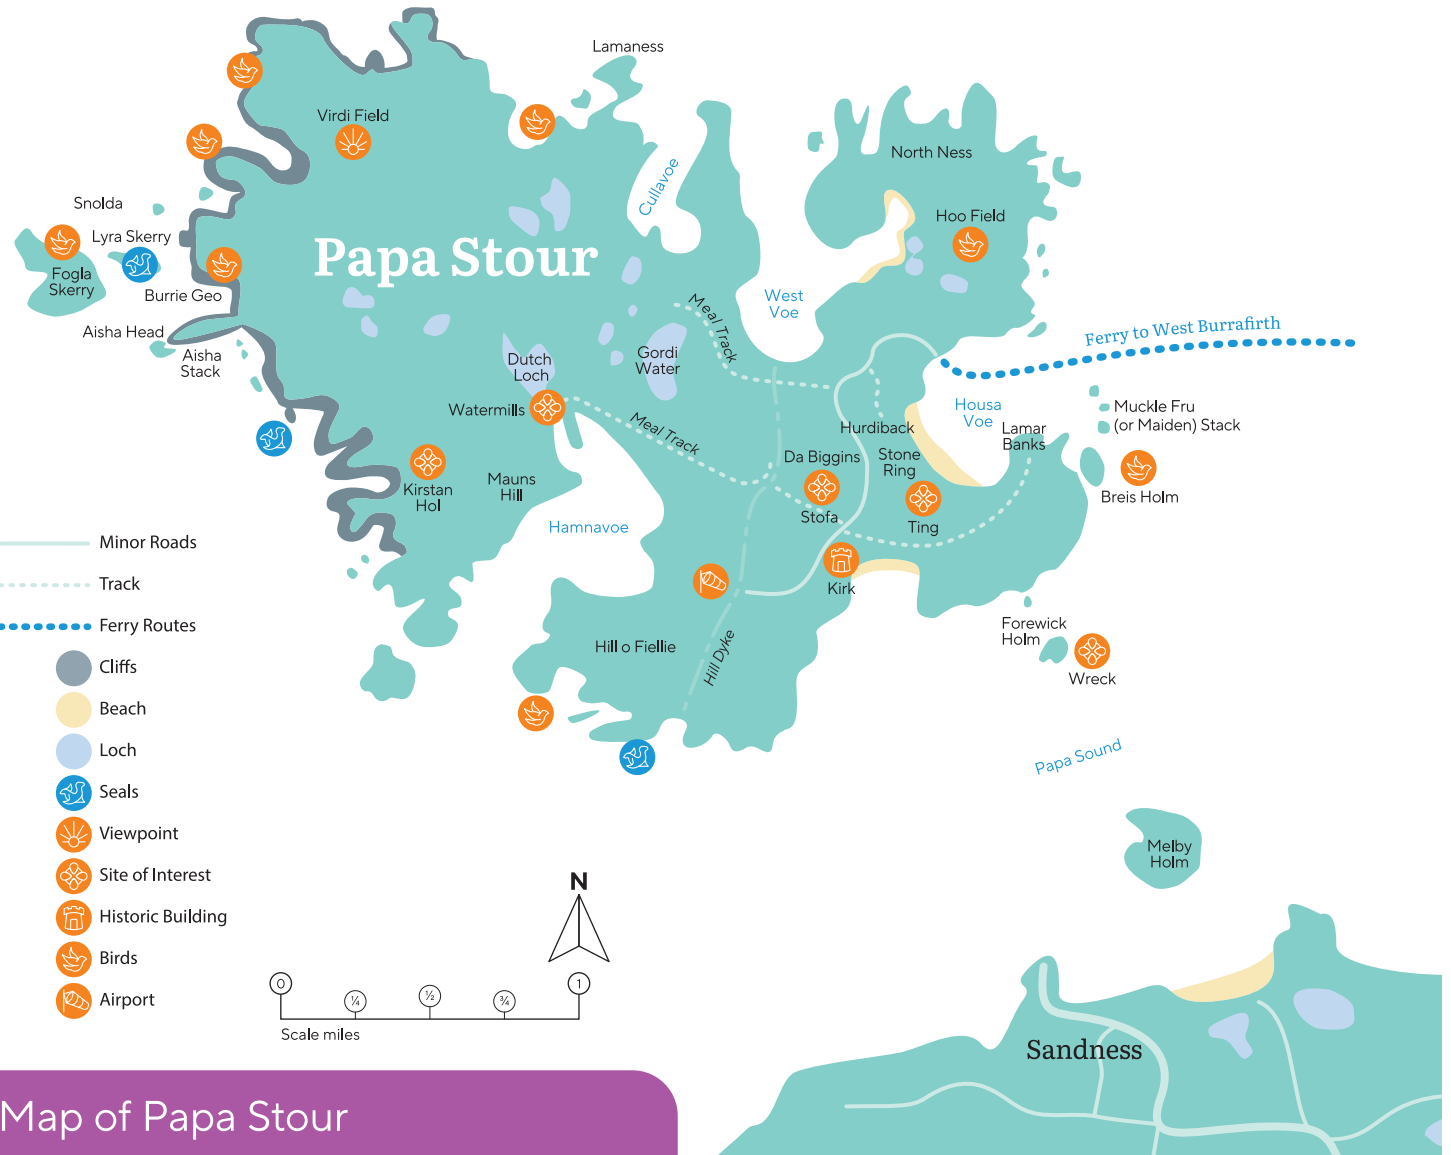 Lamaness
Virdi Field
Cullavoe
North Ness
Snolda
Hoo Field
Lyra Skerry
Papa Stour
Fogla
Skerry
Burrie Geo
West
Voe
Meal Track
Ferry to West Burrafirth
Aisha Head
Aisha
Stack
Dutch
Loch
Gordi
Water
Watermills
Meal Track
Housa
Voe
Muckle Fru
(or Maiden) Stack
Hurdiback
Lamar
Banks
Da Biggins
Stone
Ring
Kirstan
Hol
Mauns
Hill
Breis Holm
Stofa
Ting
Hamnavoe
Kirk
Forewick
Holm
Hill o Fiellie
Hill Dyke
Wreck
Papa Sound
Melby
Holm
Sandness
Minor Roads
Track
Ferry Routes
Cliffs
Beach
Loch
Seals
Viewpoint
Site of Interest
Historic Building
Birds
Airport
N
0 ¼ ½ ¾ 1
Scale miles
Map of Papa Stour